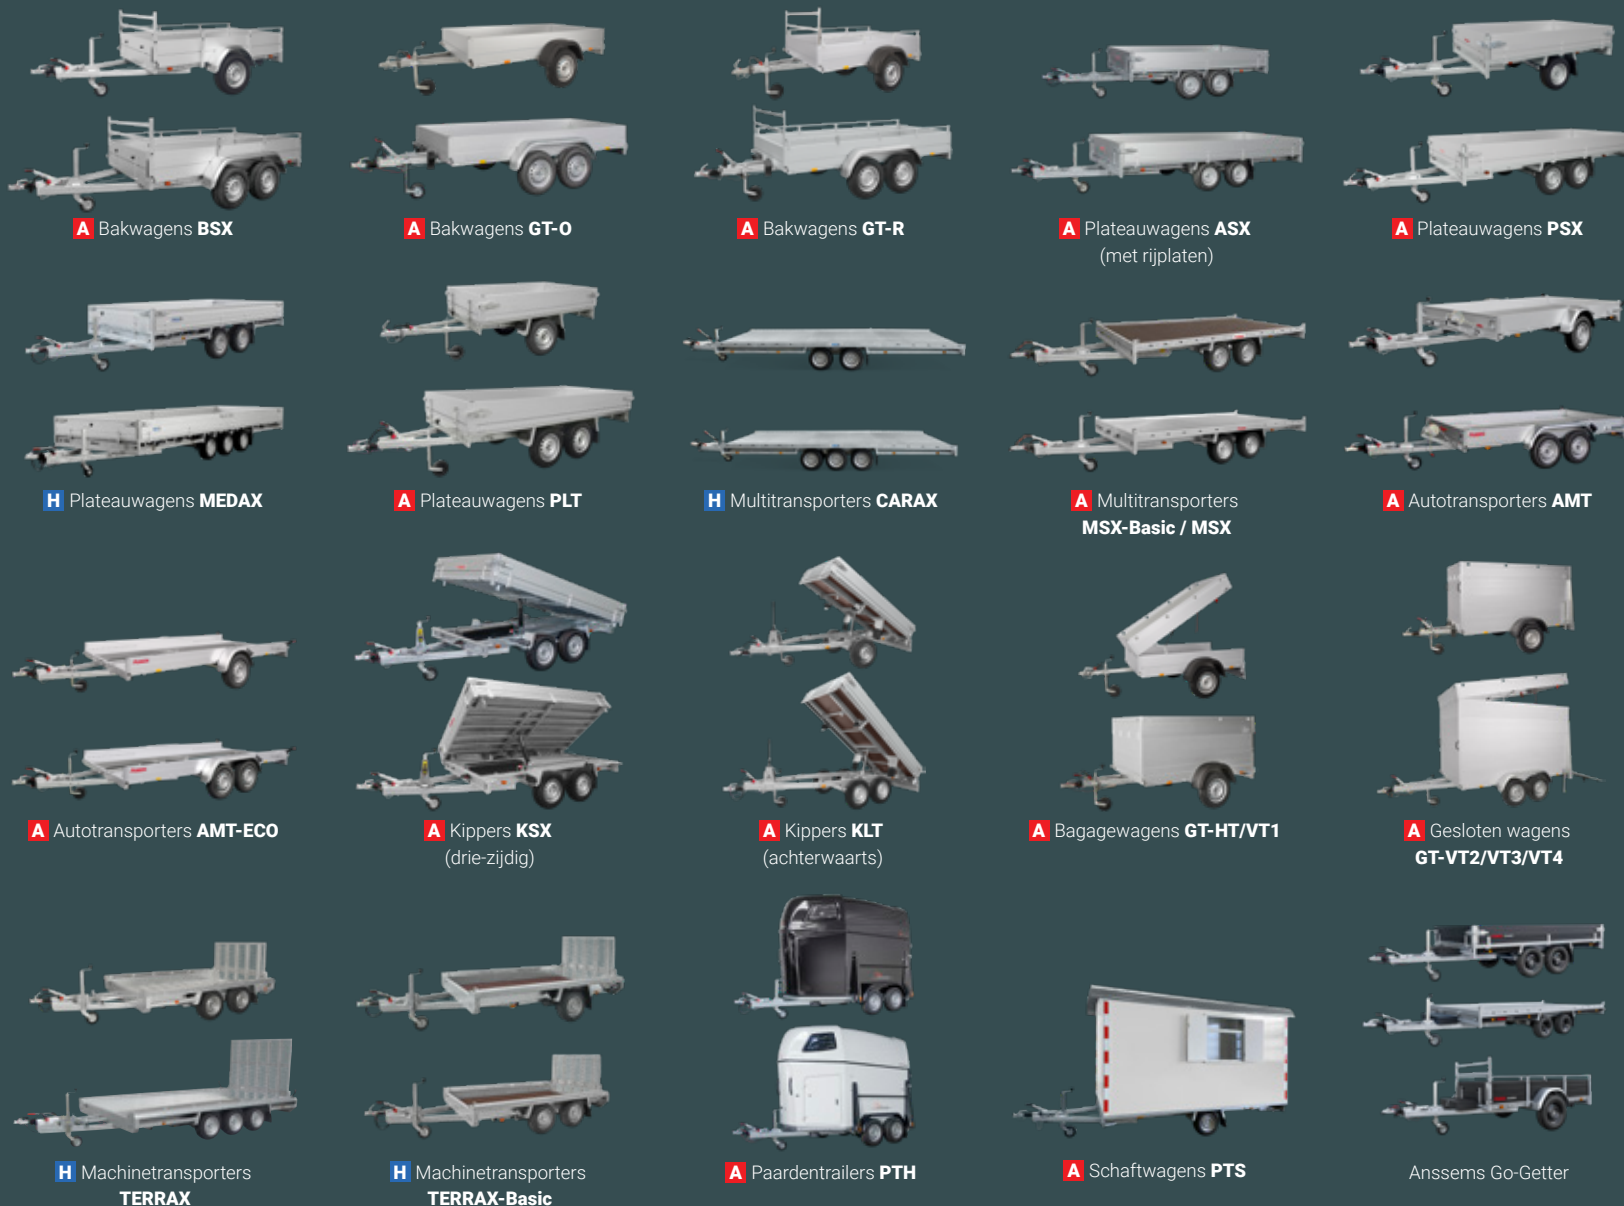 A Bakwagens BSX
A Bakwagens GT-O
A Bakwagens GT-R
A Plateauwagens ASX
(met rijplaten)
A Plateauwagens PSX
H Plateauwagens MEDAX
A Plateauwagens PLT
H Multitransporters CARAX
A Multitransporters
MSX-Basic / MSX
A Autotransporters AMT
A Autotransporters AMT-ECO
A Kippers KSX
(drie-zijdig)
A Kippers KLT
(achterwaarts)
A Bagagewagens GT-HT/VT1
A Gesloten wagens
GT-VT2/VT3/VT4
H Machinetransporters
TERRAX
H Machinetransporters
TERRAX-Basic
A Paardentrailers PTH
A Schaftwagens PTS
Anssems Go-Getter